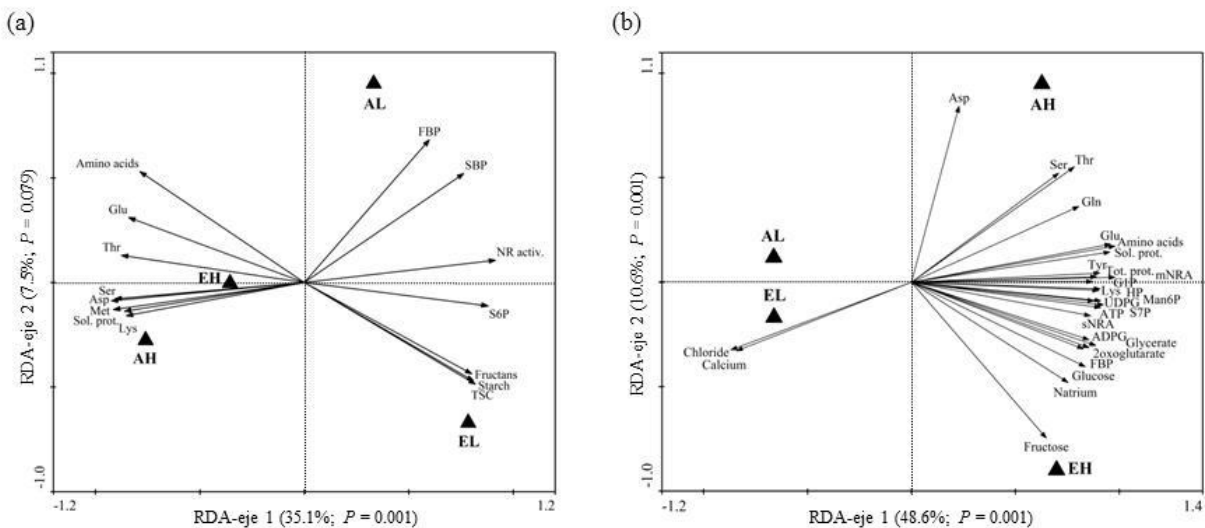 (a)
1.1
AL
FBP
Amino acids
SBP
Glu
Thr
NR activ.
EH
Ser
Asp
Met
Sol. prot.
Lys
S6P
AH
Fructans
Starch
TSC
EL
RDA-eje 2 (7.5%; P = 0.079)
-1.0
-1.2
1.2
RDA-eje 1 (35.1%; P = 0.001)
(b)
1.1
Asp
AH
Ser
Thr
Gln
AL
Glu
Amino acids
Sol. prot.
Tyr
Tot. prot.
mNRA
G1P
Lys
HP
Man6P
UDPG
EL
ATP
S7P
sNRA
ADPG
Glycerate
2oxoglutarate
Chloride
Calcium
FBP
Glucose
Natrium
Fructose
EH
RDA-eje 2 (10.6%; P = 0.001)
-1.0
-1.2
1.4
RDA-eje 1 (48.6%; P = 0.001)